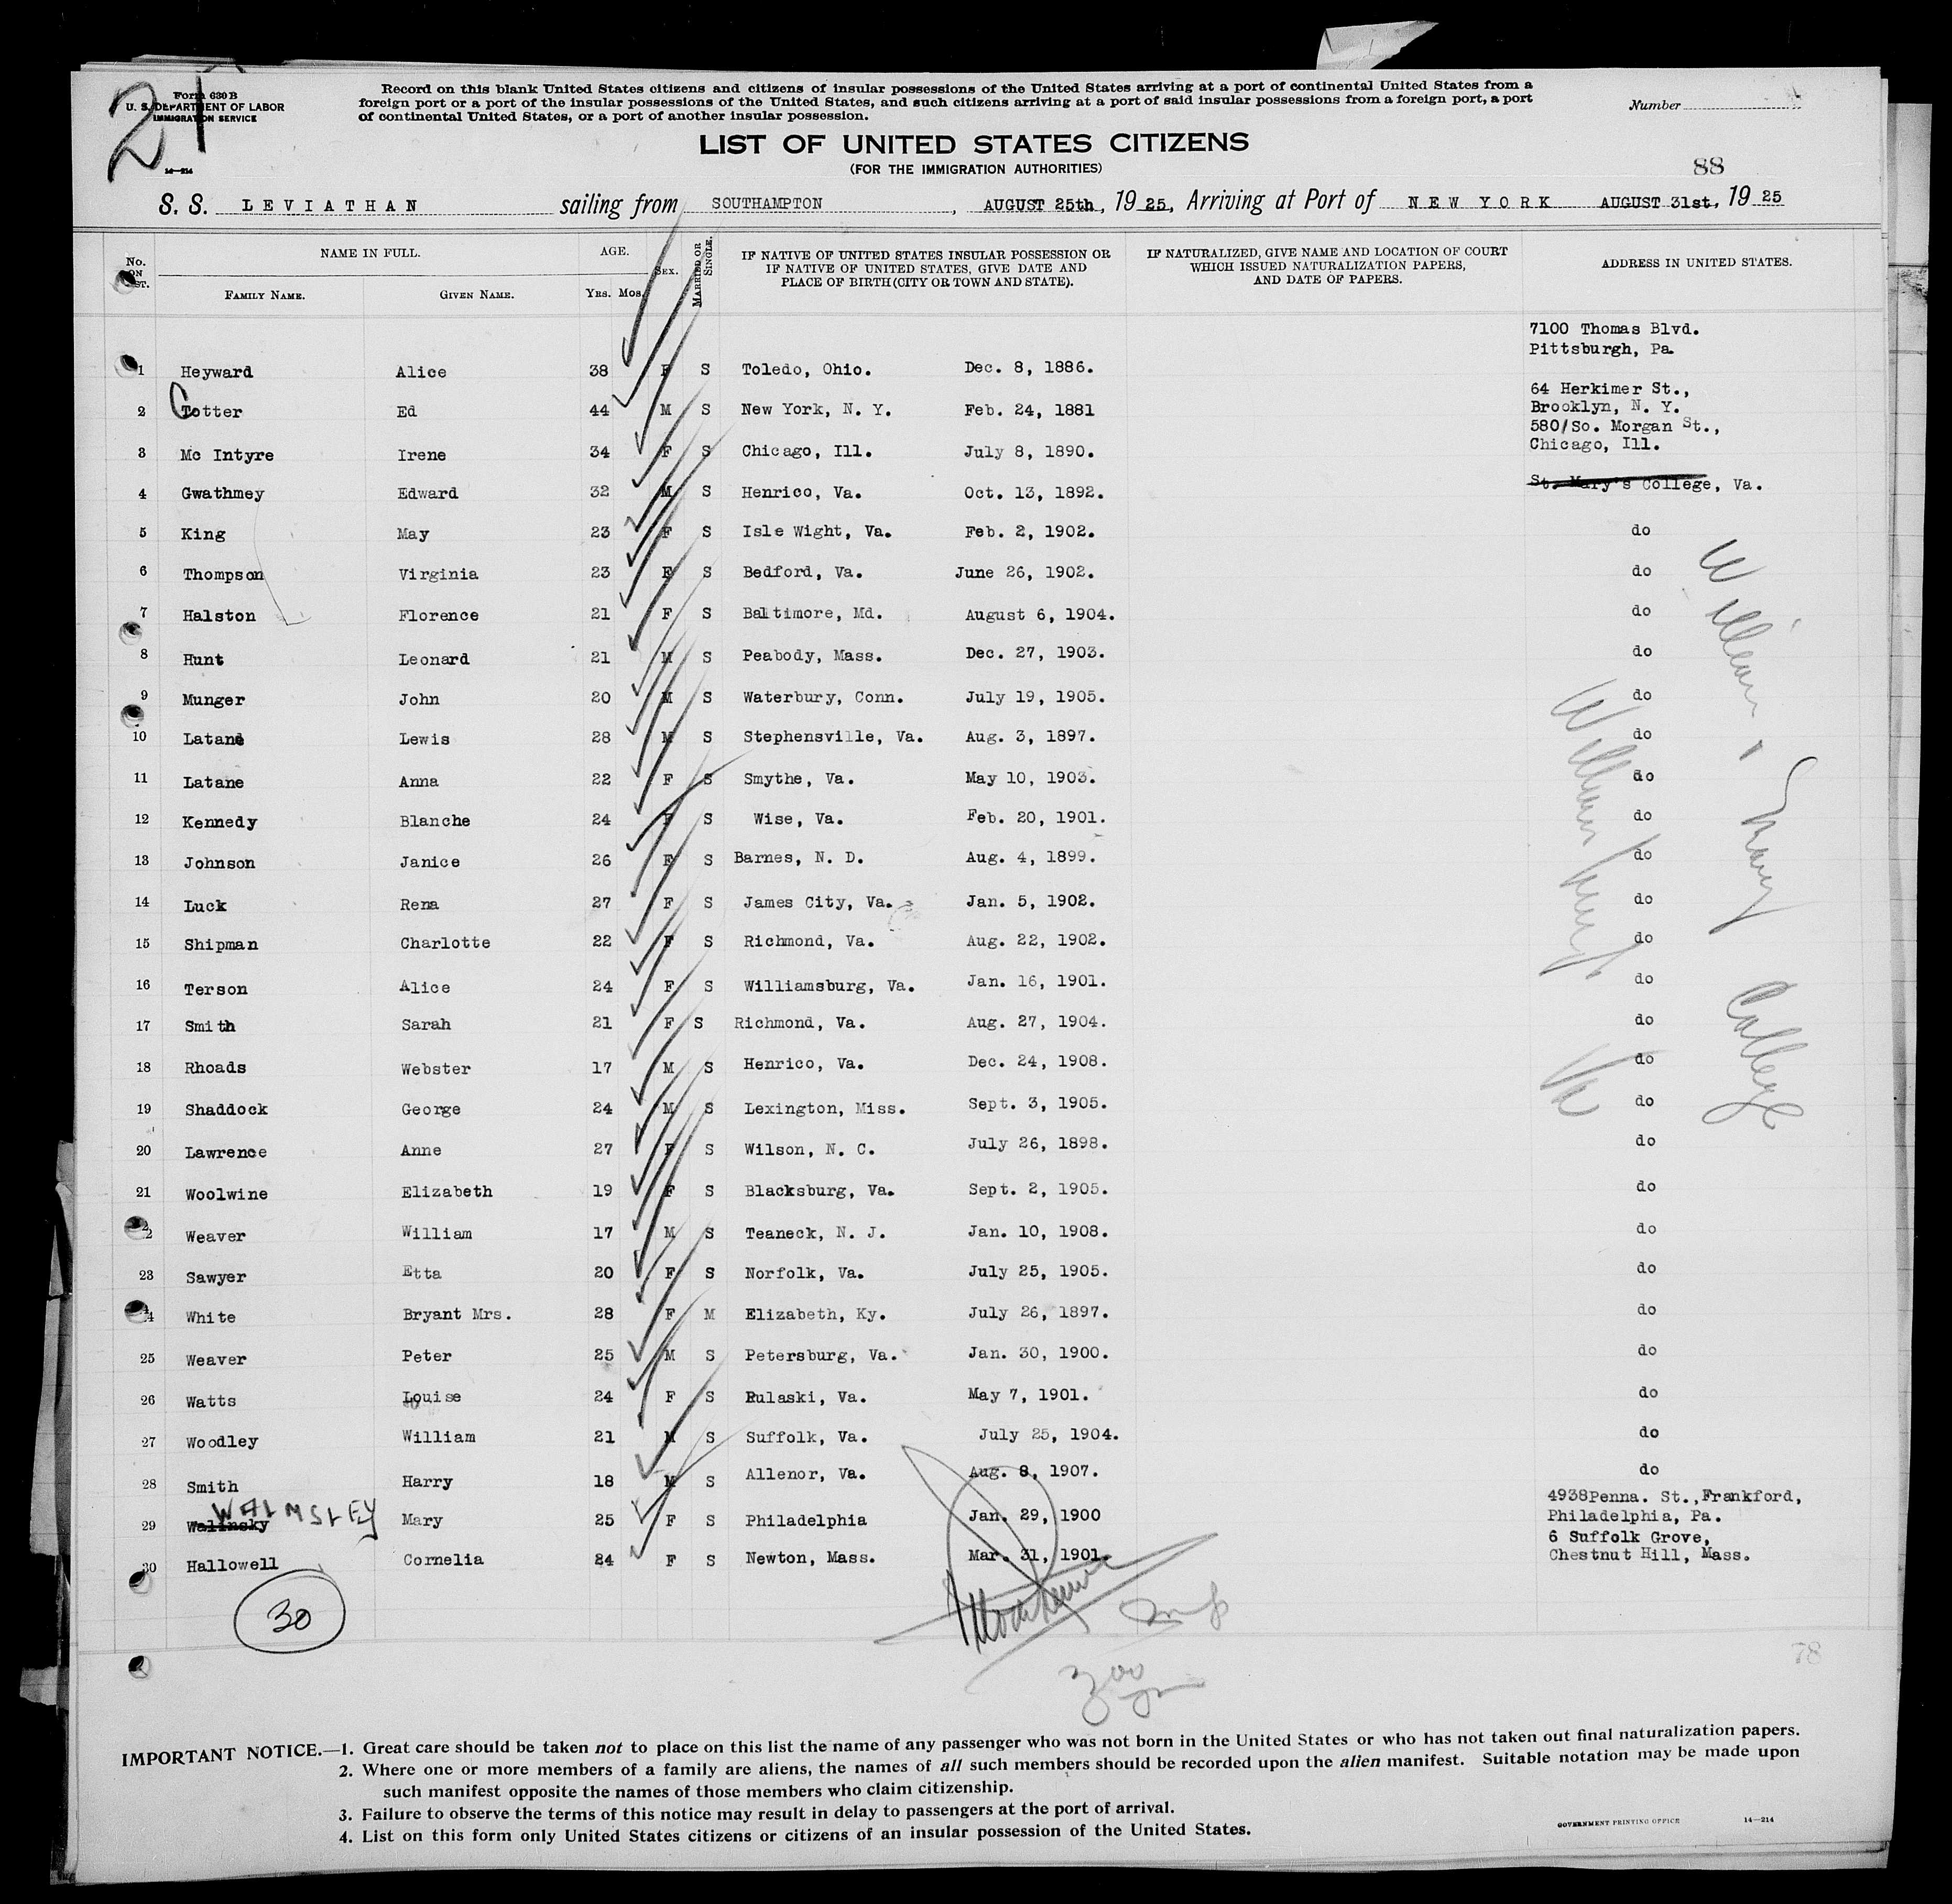 21
Form 630 B
U. S. DEPARTMENT OF LABOR
IMMIGRATION SERVICE
14—214
Record on this blank United States citizens and citizens of insular possessions of the United States arriving at a port of continental United States from a
foreign port or a port of the insular possessions of the United States, and such citizens arriving at a port of said insular possessions from a foreign port, a port
of continental United States, or a port of another insular possession.
Number
LIST OF UNITED STATES CITIZENS
(FOR THE IMMIGRATION AUTHORITIES)
88
S. S. LEVIATHAN sailing from SOUTHAMPTON, AUGUST 25th, 1925, Arriving at Port of NEW YORK AUGUST 31st, 1925
No. ON LIST. NAME IN FULL. AGE. SEX. MARRIED OR SINGLE. IF NATIVE OF UNITED STATES INSULAR POSSESSION OR IF NATIVE OF UNITED STATES, GIVE DATE AND PLACE OF BIRTH (CITY OR TOWN AND STATE). IF NATURALIZED, GIVE NAME AND LOCATION OF COURT WHICH ISSUED NATURALIZATION PAPERS, AND DATE OF PAPERS. ADDRESS IN UNITED STATES.
FAMILY NAME. GIVEN NAME. YRS. MOS.
7100 Thomas Blvd.
Pittsburgh, Pa
1 Heyward Alice 38 F S Toledo, Ohio. Dec. 8, 1886.
64 Herkimer St.,
2 Cotter Ed 44 M S New York, N. Y. Feb. 24, 1881 Brooklyn, N. Y.
580/So. Morgan St.,
3 Mc Intyre Irene 34 F S Chicago, Ill. July 8, 1890. Chicago, Ill.
4 Gwathmey Edward 32 M S Henrico, Va. Oct. 13, 1892. St. Mary's College, Va.
5 King May 23 F S Isle Wight, Va. Feb. 2, 1902. do
6 Thompson Virginia 23 F S Bedford, Va. June 26, 1902. do
7 Halston Florence 21 F S Baltimore, Md. August 6, 1904. do
8 Hunt Leonard 21 M S Peabody, Mass. Dec. 27, 1903. do
9 Munger John 20 M S Waterbury, Conn. July 19, 1905. do
10 Latane Lewis 28 M S Stephensville, Va. Aug. 3, 1897. do
11 Latane Anna 22 F S Smythe, Va. May 10, 1903. do
12 Kennedy Blanche 24 F S Wise, Va. Feb. 20, 1901. do
13 Johnson Janice 26 F S Barnes, N. D. Aug. 4, 1899. do
14 Luck Rena 27 F S James City, Va. Jan. 5, 1902. do
15 Shipman Charlotte 22 F S Richmond, Va. Aug. 22, 1902. do
16 Terson Alice 24 F S Williamsburg, Va. Jan. 16, 1901. do
17 Smith Sarah 21 F S Richmond, Va. Aug. 27, 1904. do
18 Rhoads Webster 17 M S Henrico, Va. Dec. 24, 1908. do
19 Shaddock George 24 M S Lexington, Miss. Sept. 3, 1905. do
20 Lawrence Anne 27 F S Wilson, N. C. July 26, 1898. do
21 Woolwine Elizabeth 19 F S Blacksburg, Va. Sept. 2, 1905. do
22 Weaver William 17 M S Teaneck, N. J. Jan. 10, 1908. do
23 Sawyer Etta 20 F S Norfolk, Va. July 25, 1905. do
24 White Bryant Mrs. 28 F M Elizabeth, Ky. July 26, 1897. do
25 Weaver Peter 25 M S Petersburg, Va. Jan. 30, 1900. do
26 Watts Louise 24 F S Pulaski, Va. May 7, 1901. do
27 Woodley William 21 M S Suffolk, Va. July 25, 1904. do
28 Smith Harry 18 M S Allenor, Va. Aug. 8, 1907. do
WALMSLEY
4938Penna. St.,Frankford,
29 Walinsky Mary 25 F S Philadelphia Jan. 29, 1900 Philadelphia, Pa.
6 Suffolk Grove,
30 Hallowell Cornelia 24 F S Newton, Mass. Mar. 31, 1901. Chestnut Hill, Mass.
William & Mary College
Williamsburg
Va
30
78
IMPORTANT NOTICE.—1. Great care should be taken not to place on this list the name of any passenger who was not born in the United States or who has not taken out final naturalization papers.
2. Where one or more members of a family are aliens, the names of all such members should be recorded upon the alien manifest. Suitable notation may be made upon
such manifest opposite the names of those members who claim citizenship.
3. Failure to observe the terms of this notice may result in delay to passengers at the port of arrival.
4. List on this form only United States citizens or citizens of an insular possession of the United States.
GOVERNMENT PRINTING OFFICE 14—214